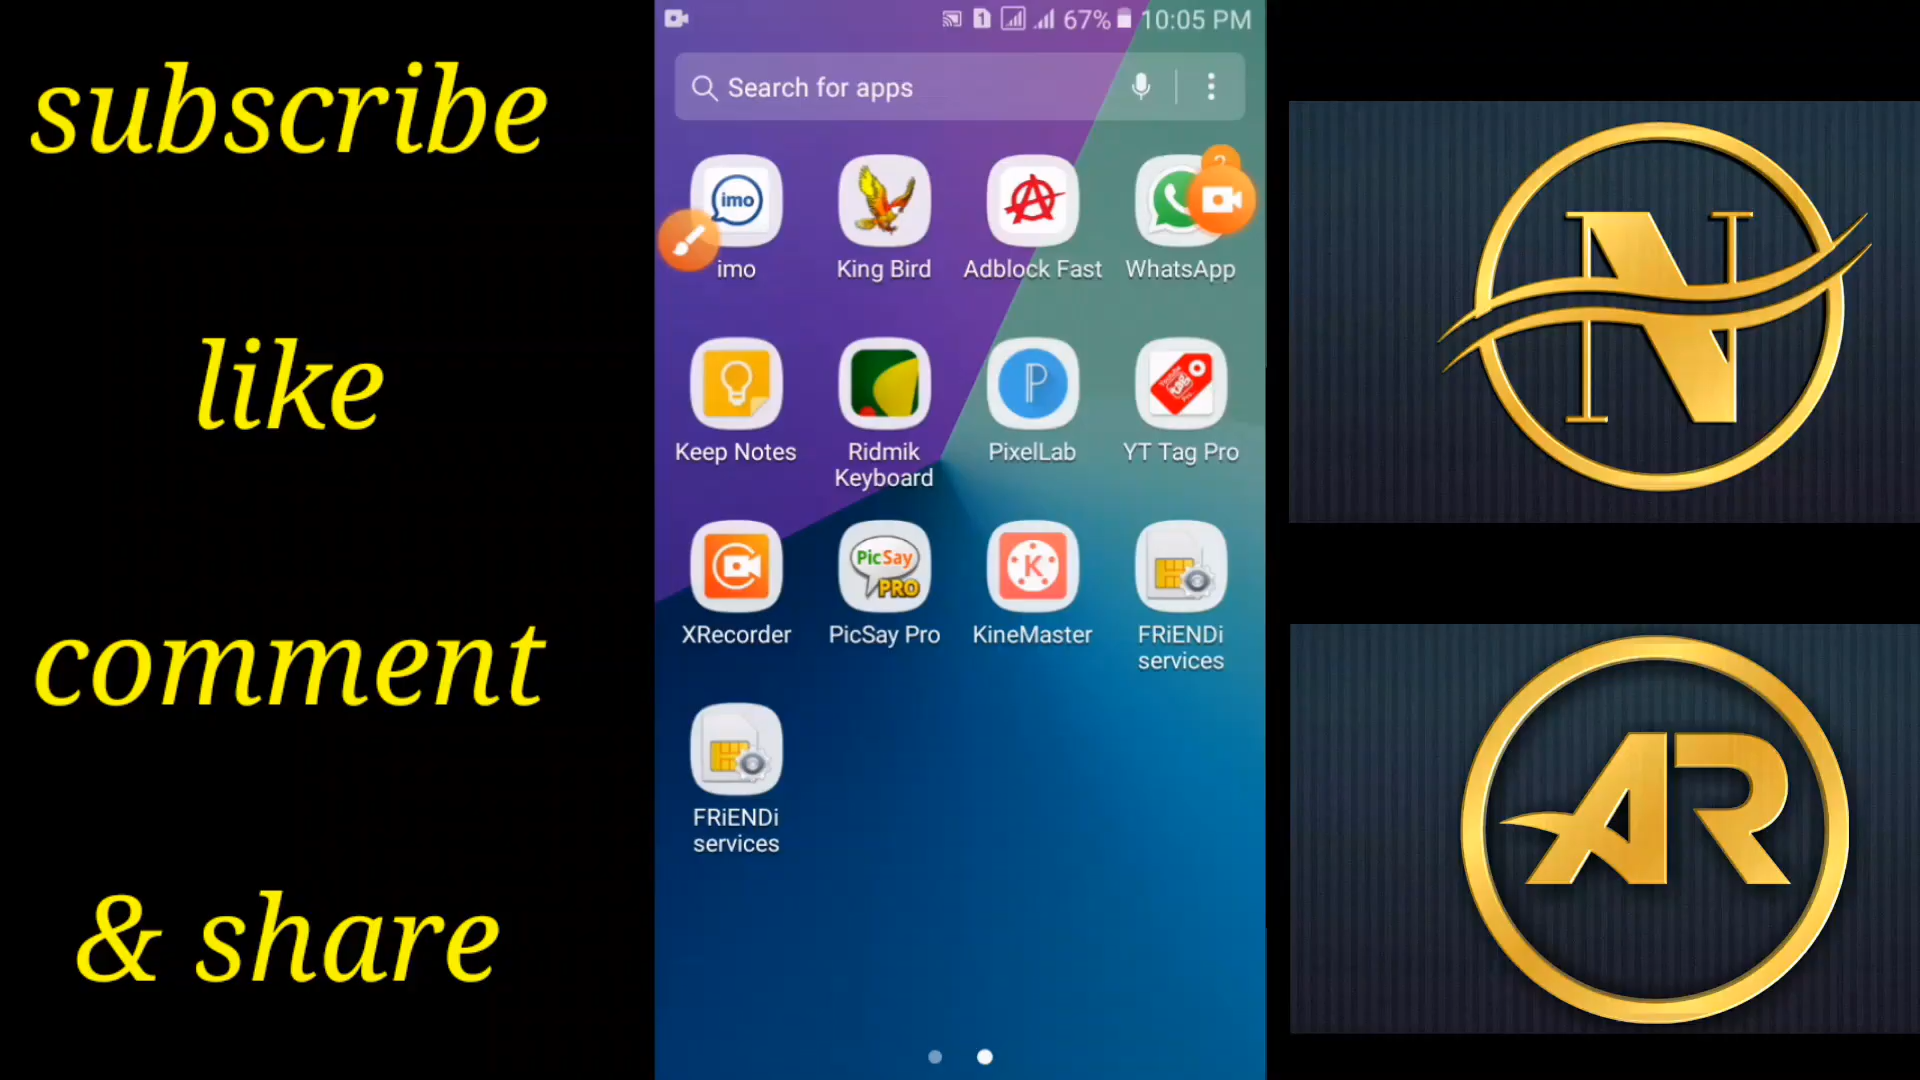 subscribe
like
comment
& share
1 67% 10:05 PM
Search for apps
imo
imo
King Bird
Adblock Fast
WhatsApp
Keep Notes
Ridmik
Keyboard
P
PixelLab
YT Tag Pro
XRecorder
PicSay
PRO
PicSay Pro
K
KineMaster
FRiENDi
services
FRiENDi
services
N
AR